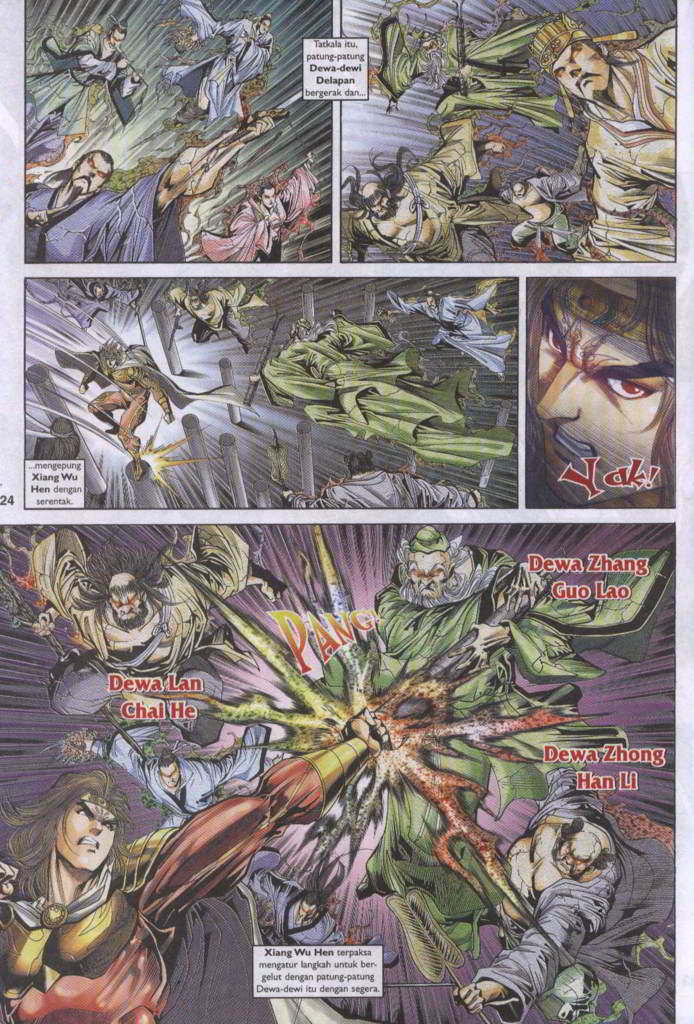 Tatkala itu,
patung-patung
Dewa-dewi
Delapan
bergerak dan...
...mengepung
Xiang Wu
Hen dengan
serentak.
Yak!
24
PANG!
Dewa Zhang
Guo Lao
Dewa Lan
Chai He
Dewa Zhong
Han Li
Xiang Wu Hen terpaksa
mengatur langkah untuk ber-
gelut dengan patung-patung
Dewa-dewi itu dengan segera.